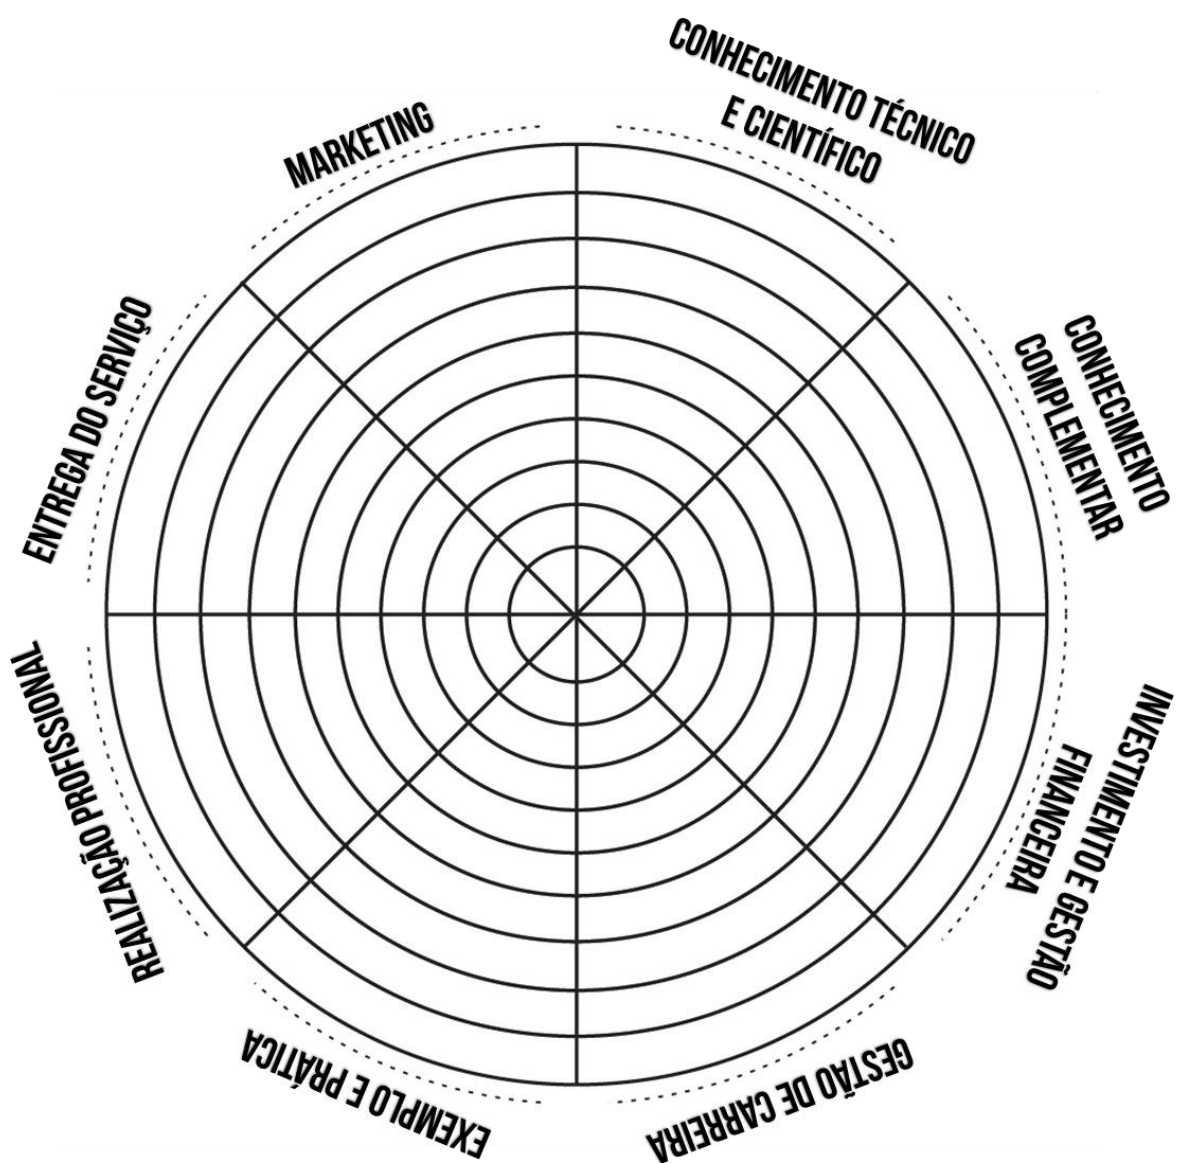 CONHECIMENTO TÉCNICO
E CIENTÍFICO
CONHECIMENTO
COMPLEMENTAR
INVESTIMENTO E GESTÃO
FINANCEIRA
GESTÃO DE CARREIRA
EXEMPLO E PRÁTICA
REALIZAÇÃO PROFISSIONAL
ENTREGA DO SERVIÇO
MARKETING